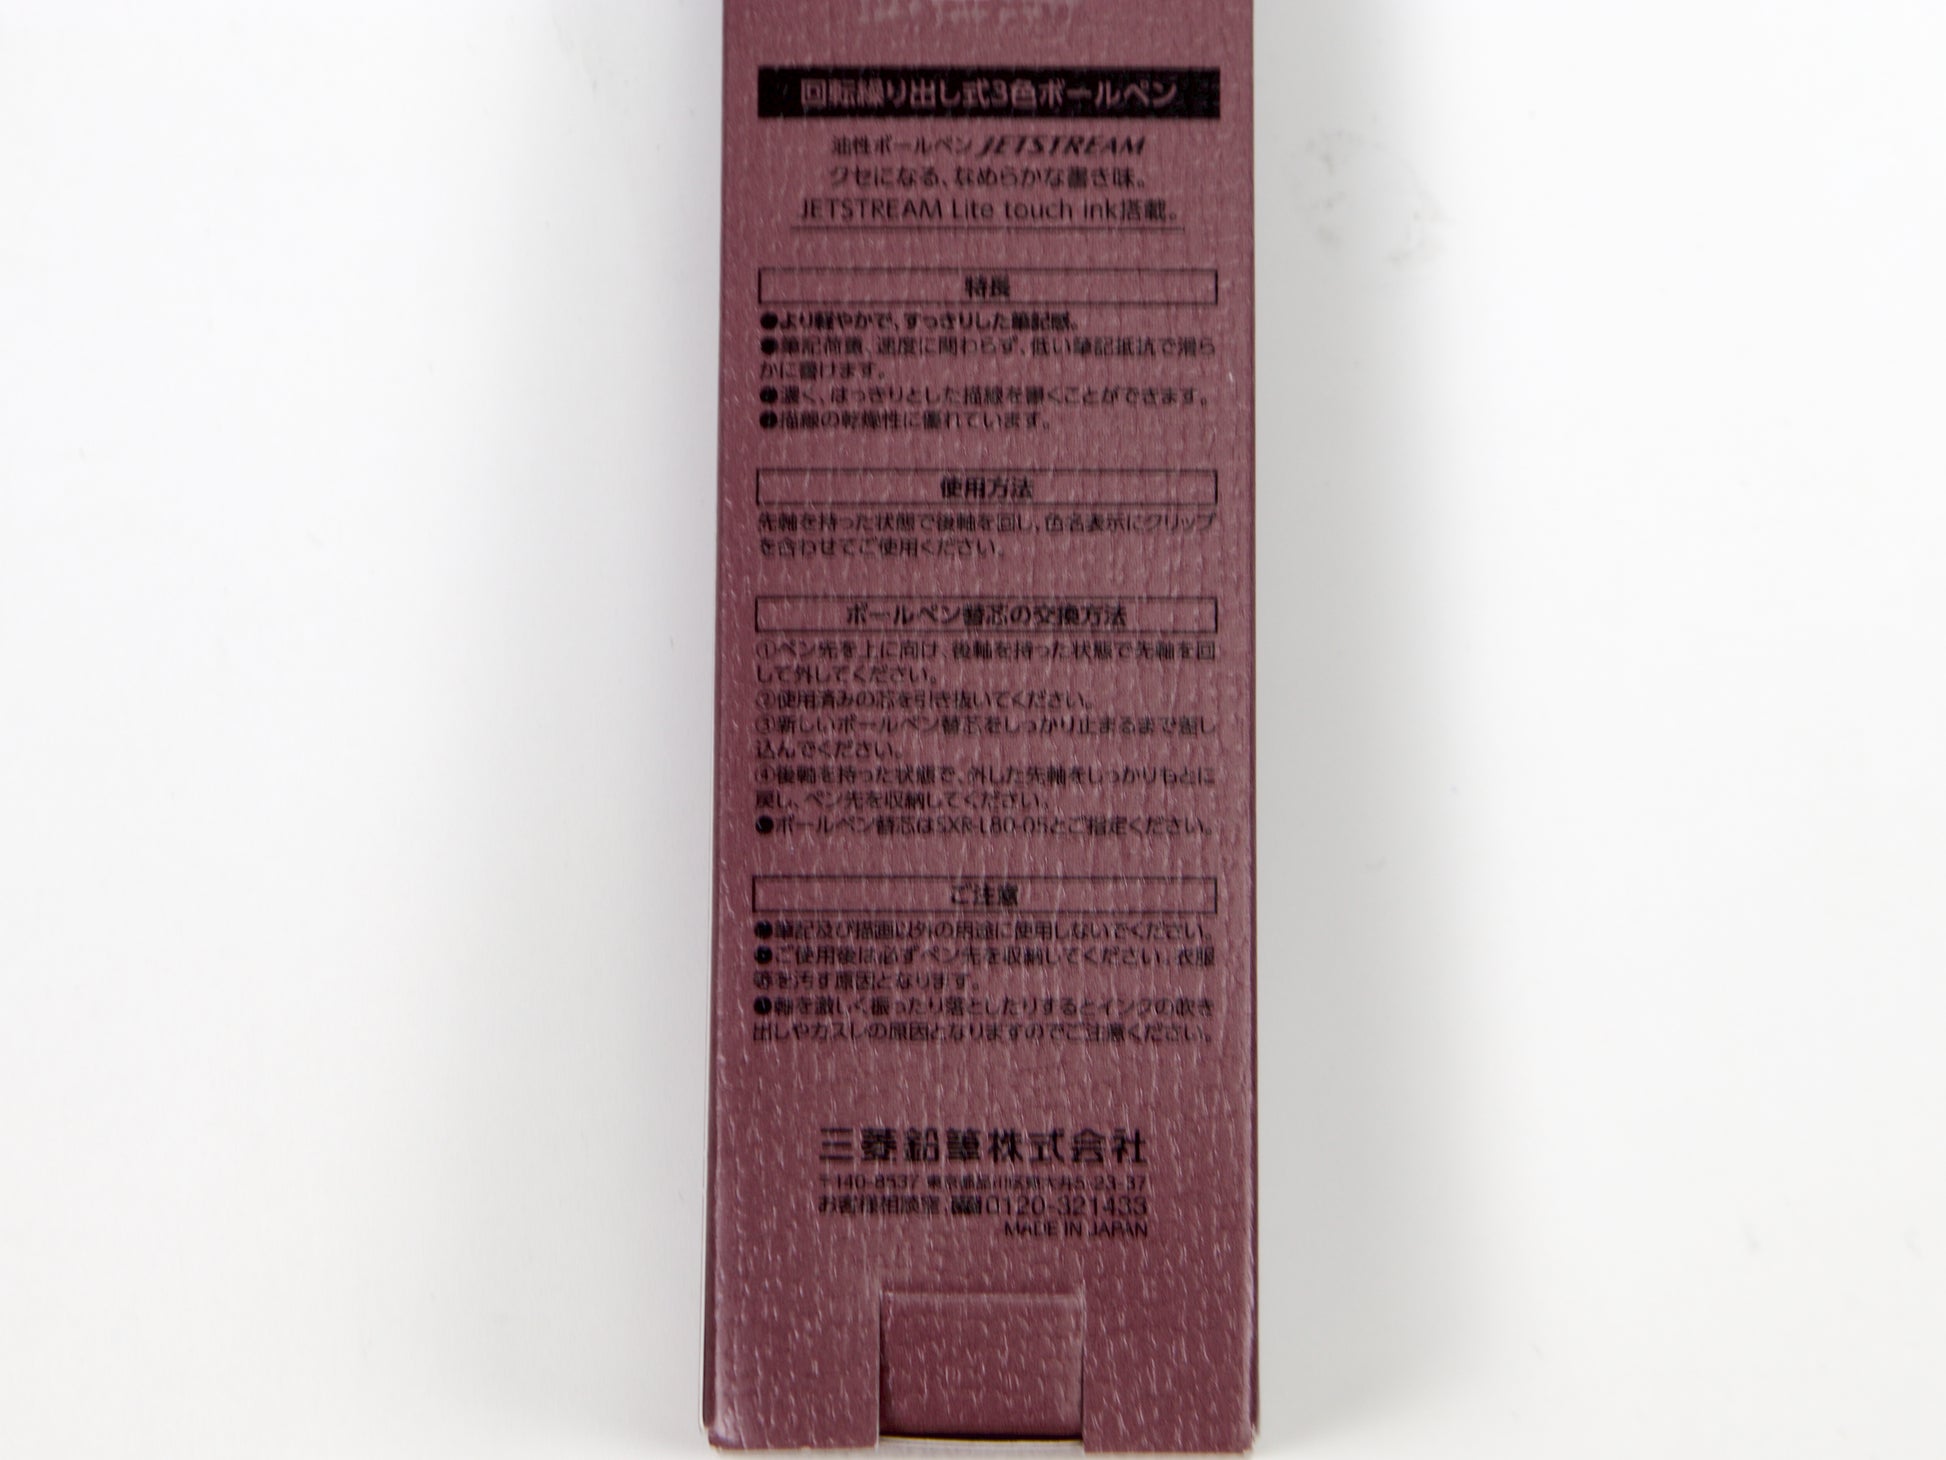 回転繰り出し式3色ボールペン
油性ボールペン JETSTREAM
クセになる、なめらかな書き味。
JETSTREAM Lite touch ink搭載。
特長
●より軽やかで、すっきりした筆記感。
●筆記荷重、速度に関わらず、低い筆記抵抗で滑ら
かに書けます。
●濃く、はっきりとした描線を書くことができます。
●描線の乾燥性に優れています。
使用方法
先軸を持った状態で後軸を回し、色名表示にクリップ
を合わせてご使用ください。
ボールペン替芯の交換方法
①ペン先を上に向け、後軸を持った状態で先軸を回
して外してください。
②使用済みの芯を引き抜いてください。
③新しいボールペン替芯をしっかり止まるまで差し
込んでください。
④後軸を持った状態で、外した先軸をしっかりもとに
戻し、ペン先を収納してください。
●ボールペン替芯はSXR-L80-05とご指定ください。
ご注意
●筆記及び描画以外の用途に使用しないでください。
●ご使用後は必ずペン先を収納してください。衣服
等を汚す原因となります。
●軸を激しく振ったり落としたりするとインクの吹き
出しやカスレの原因となりますのでご注意ください。
三菱鉛筆株式会社
〒140-8537 東京都品川区東大井5-23-37
お客様相談室 0120-321433
MADE IN JAPAN